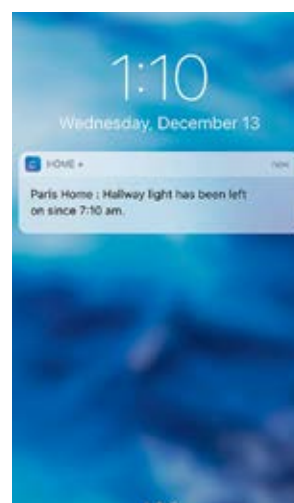 1:10
Wednesday, December 13
HOME +
now
Paris Home : Hallway light has been left
on since 7:10 am.